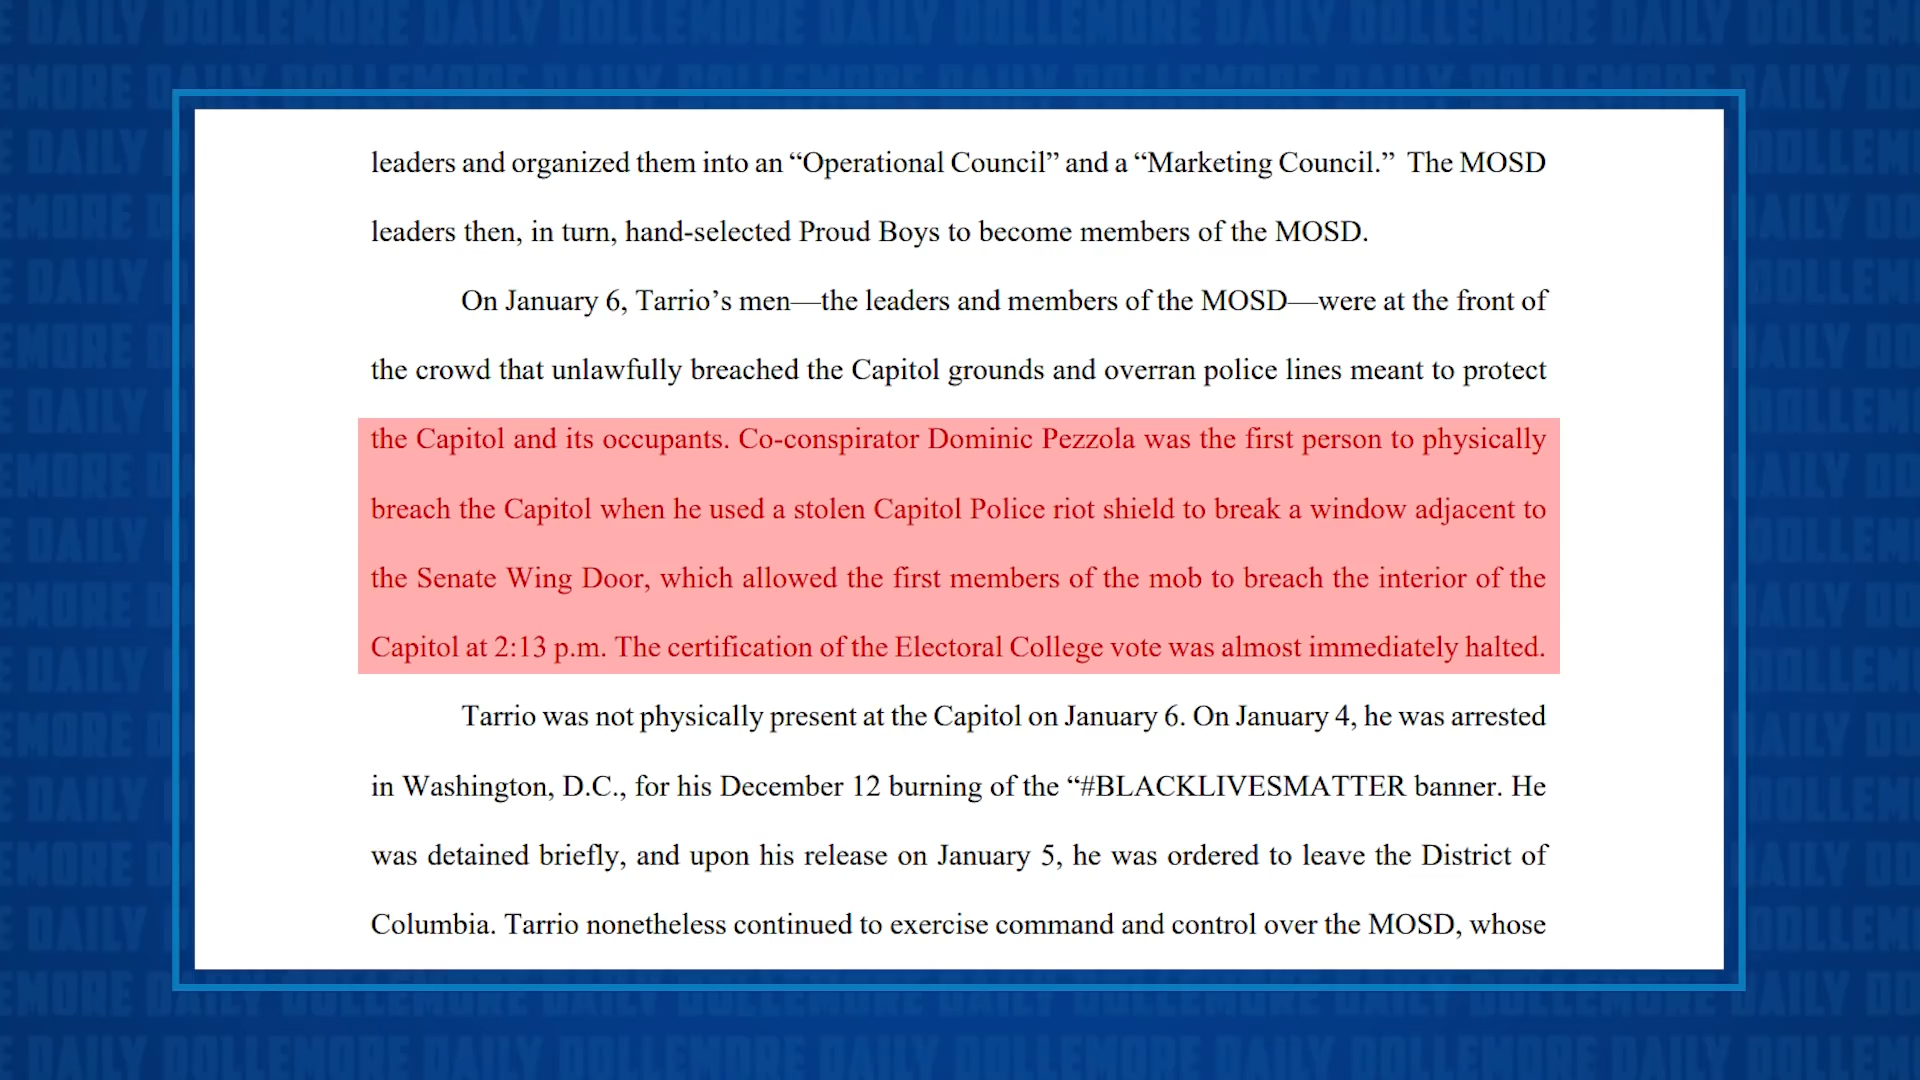 leaders and organized them into an “Operational Council” and a “Marketing Council.” The MOSD
leaders then, in turn, hand-selected Proud Boys to become members of the MOSD.
On January 6, Tarrio’s men—the leaders and members of the MOSD—were at the front of
the crowd that unlawfully breached the Capitol grounds and overran police lines meant to protect
the Capitol and its occupants. Co-conspirator Dominic Pezzola was the first person to physically
breach the Capitol when he used a stolen Capitol Police riot shield to break a window adjacent to
the Senate Wing Door, which allowed the first members of the mob to breach the interior of the
Capitol at 2:13 p.m. The certification of the Electoral College vote was almost immediately halted.
Tarrio was not physically present at the Capitol on January 6. On January 4, he was arrested
in Washington, D.C., for his December 12 burning of the “#BLACKLIVESMATTER banner. He
was detained briefly, and upon his release on January 5, he was ordered to leave the District of
Columbia. Tarrio nonetheless continued to exercise command and control over the MOSD, whose